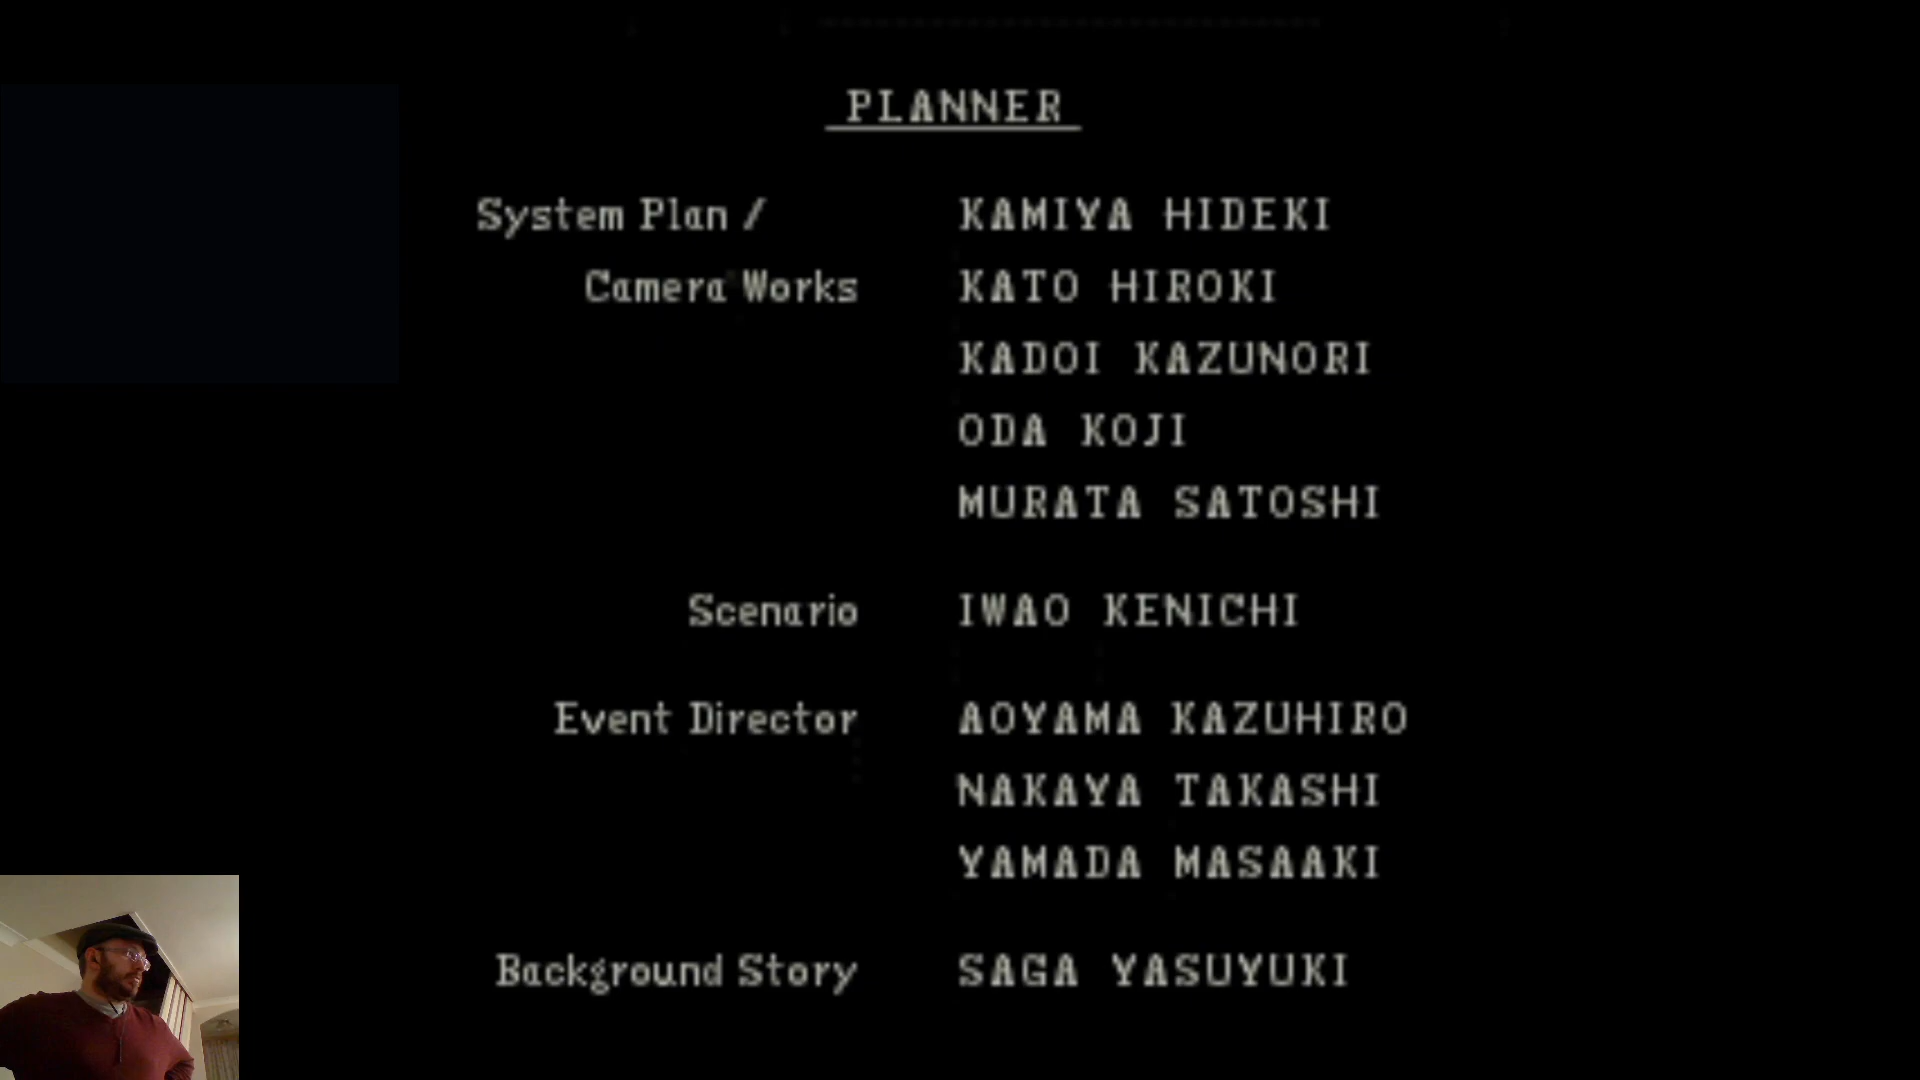 PLANNER
System Plan / KAMIYA HIDEKI
Camera Works KATO HIROKI
KADOI KAZUNORI
ODA KOJI
MURATA SATOSHI
Scenario IWAO KENICHI
Event Director AOYAMA KAZUHIRO
NAKAYA TAKASHI
YAMADA MASAAKI
Background Story SAGA YASUYUKI